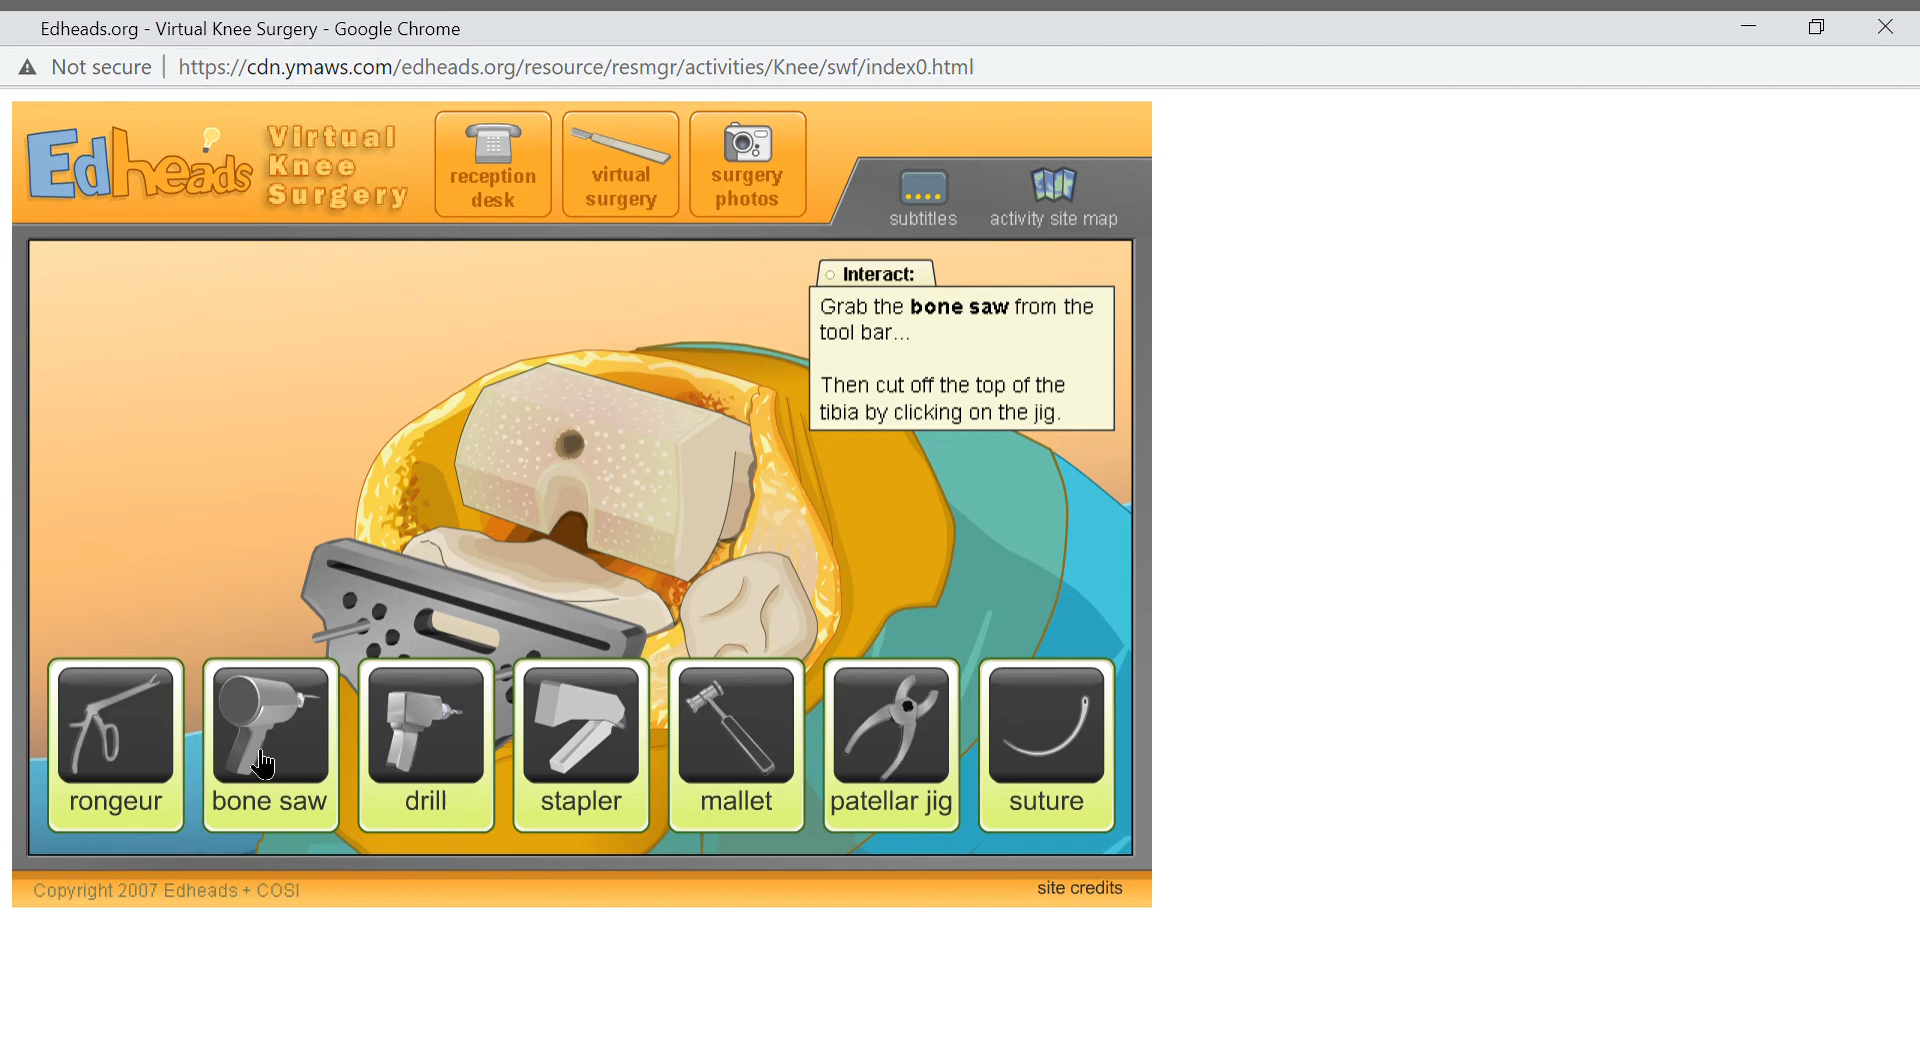 Edheads.org - Virtual Knee Surgery - Google Chrome
Not secure https://cdn.ymaws.com/edheads.org/resource/resmgr/activities/Knee/swf/index0.html
Edheads
Virtual
Knee
Surgery
reception
desk
virtual
surgery
surgery
photos
subtitles
activity site map
Interact:
Grab the bone saw from the
tool bar...
Then cut off the top of the
tibia by clicking on the jig.
rongeur
bone saw
drill
stapler
mallet
patellar jig
suture
Copyright 2007 Edheads + COSI
site credits